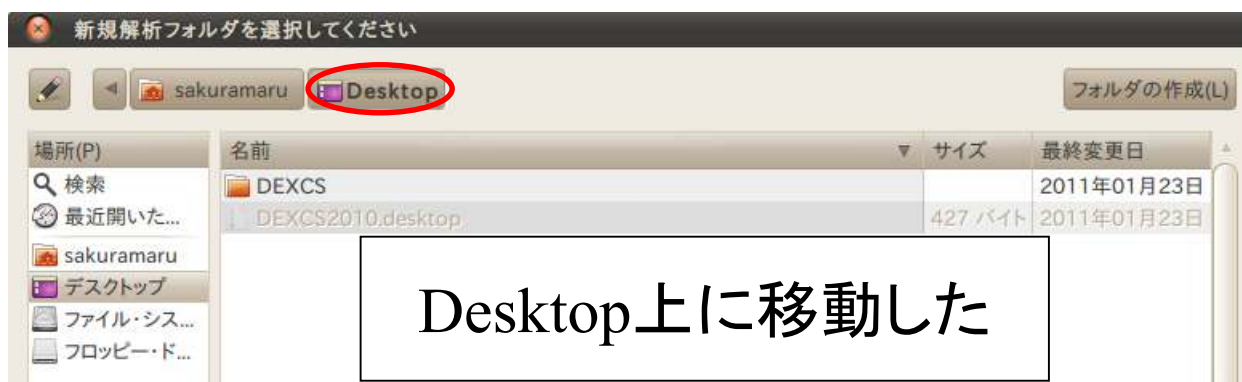 新規解析フォルダを選択してください
sakuramaru Desktop フォルダの作成(L)
場所(P) 名前 サイズ 最終変更日
検索 DEXCS 2011年01月23日
最近開いた... DEXCS2010.desktop 427 バイト 2011年01月23日
sakuramaru
デスクトップ
ファイル・シス...
フロッピー・ド...
Desktop上に移動した